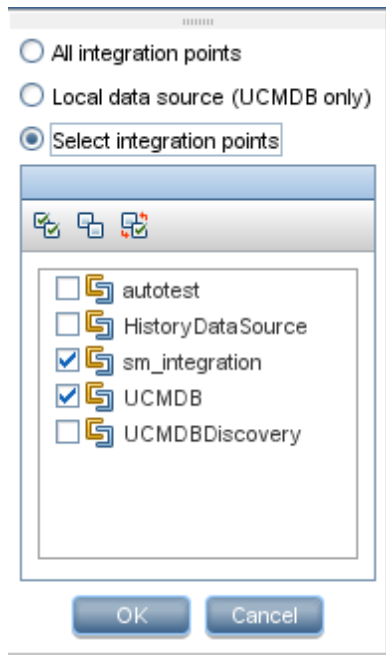 All integration points
Local data source (UCMDB only)
Select integration points
autotest
HistoryDataSource
sm_integration
UCMDB
UCMDBDiscovery
OK Cancel